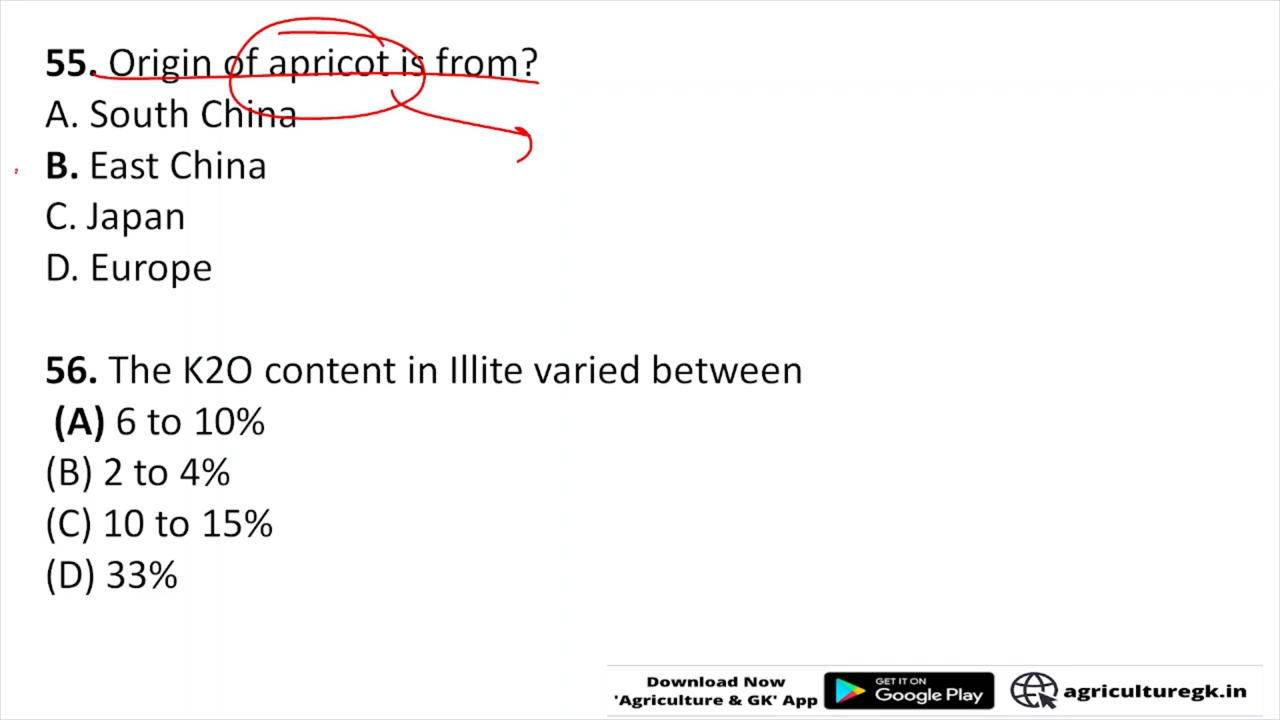 55. Origin of apricot is from?
A. South China
B. East China
C. Japan
D. Europe
56. The K2O content in Illite varied between
(A) 6 to 10%
(B) 2 to 4%
(C) 10 to 15%
(D) 33%
Download Now
'Agriculture & GK' App
GET IT ON
Google Play
agriculturegk.in